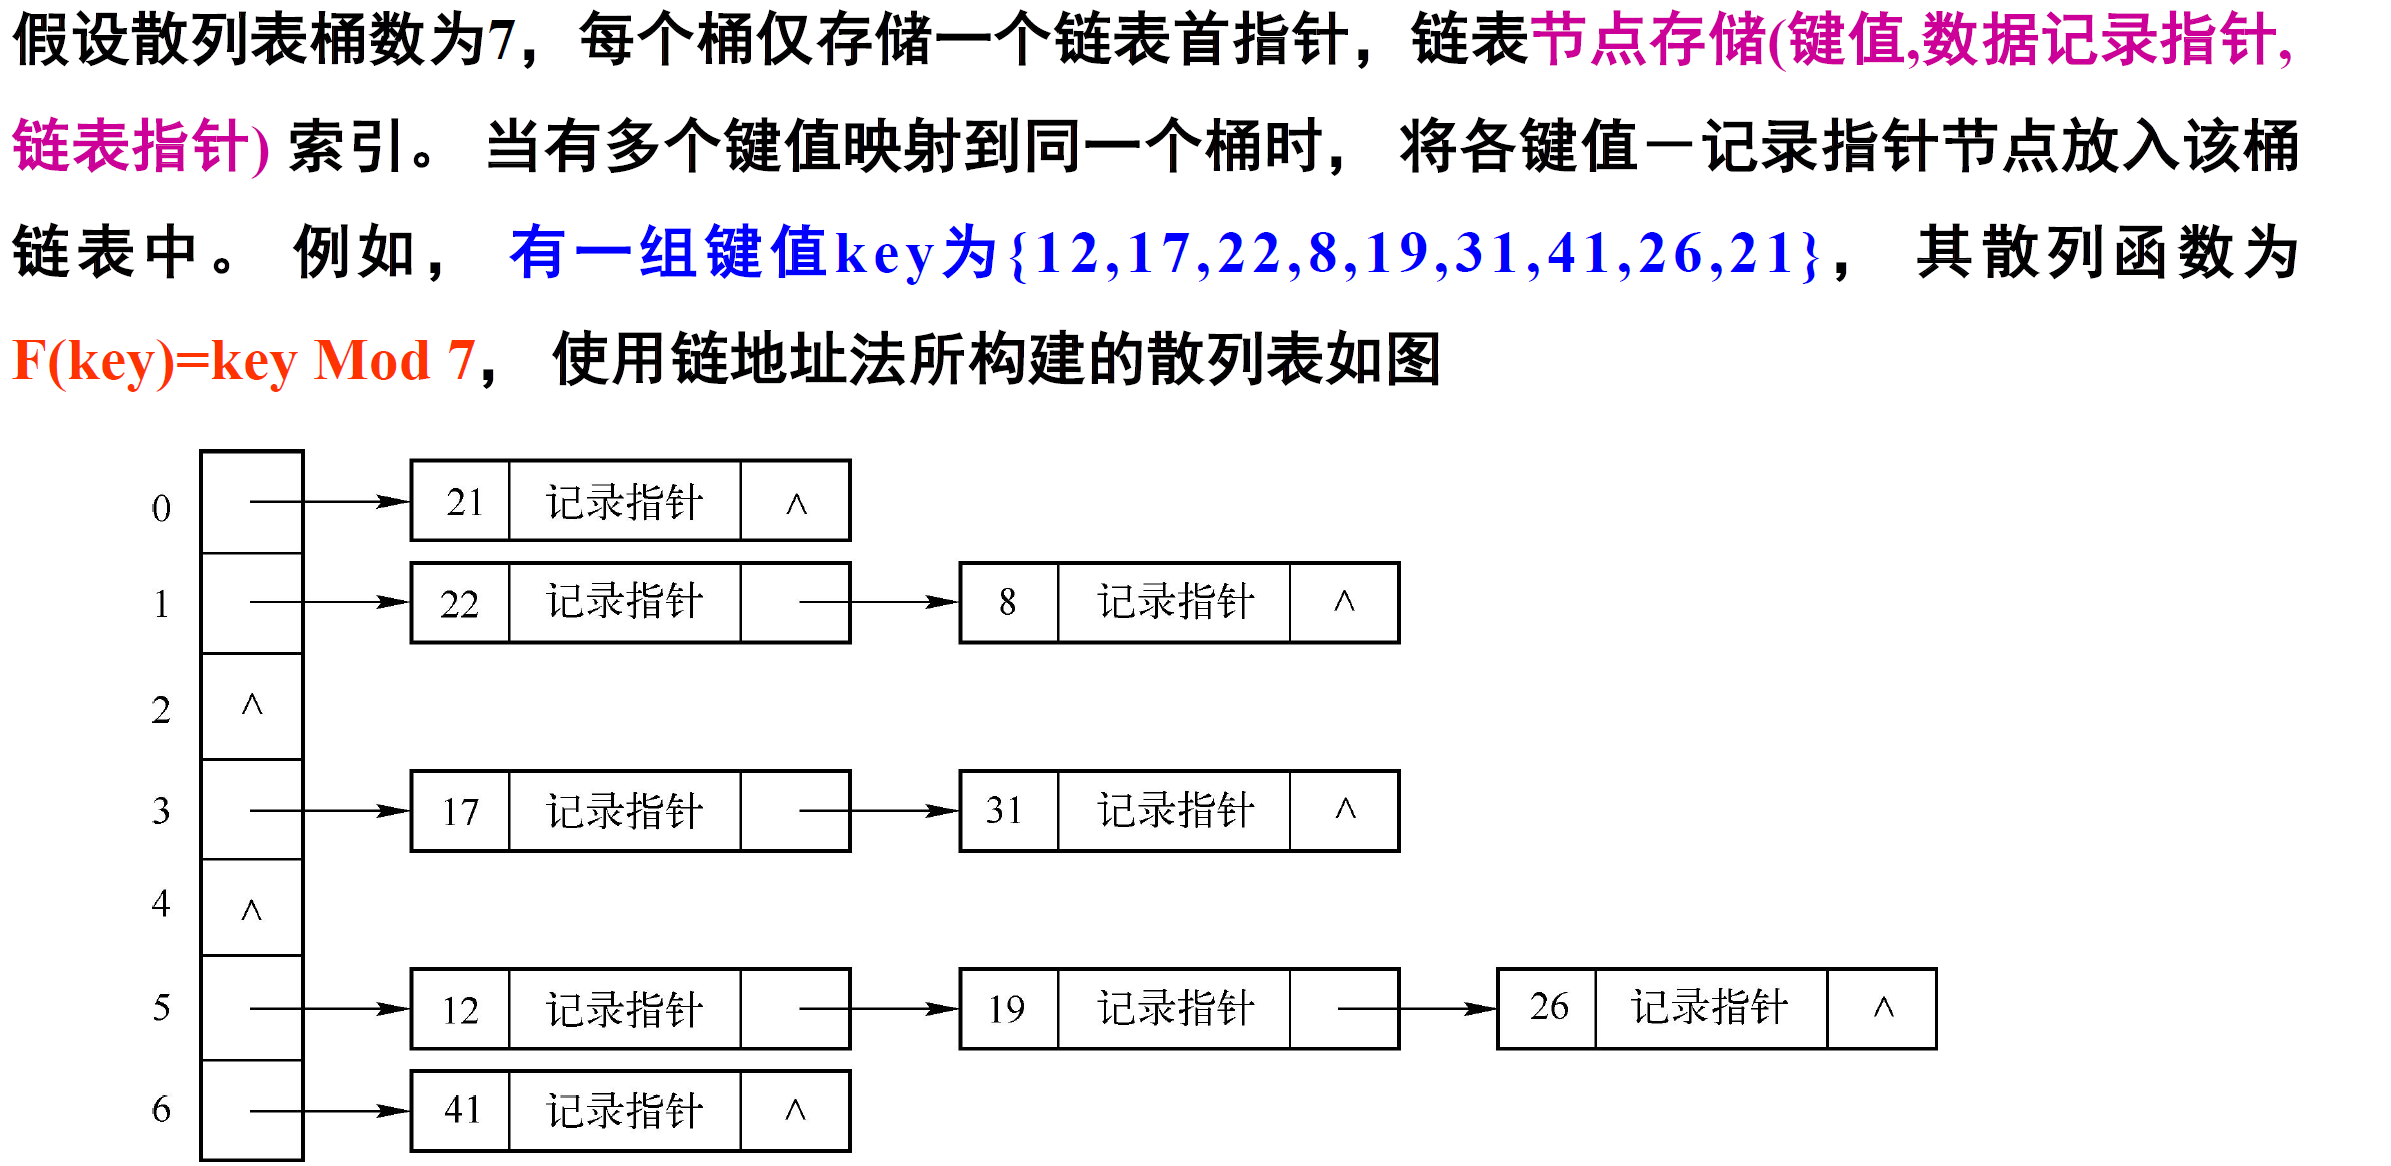 假设散列表桶数为7，每个桶仅存储一个链表首指针，链表节点存储(键值,数据记录指针,
链表指针) 索引。 当有多个键值映射到同一个桶时， 将各键值－记录指针节点放入该桶
链表中。 例如， 有一组键值key为{12,17,22,8,19,31,41,26,21}， 其散列函数为
F(key)=key Mod 7， 使用链地址法所构建的散列表如图
0 21 记录指针 ^
1 22 记录指针 8 记录指针 ^
2 ^
3 17 记录指针 31 记录指针 ^
4 ^
5 12 记录指针 19 记录指针 26 记录指针 ^
6 41 记录指针 ^